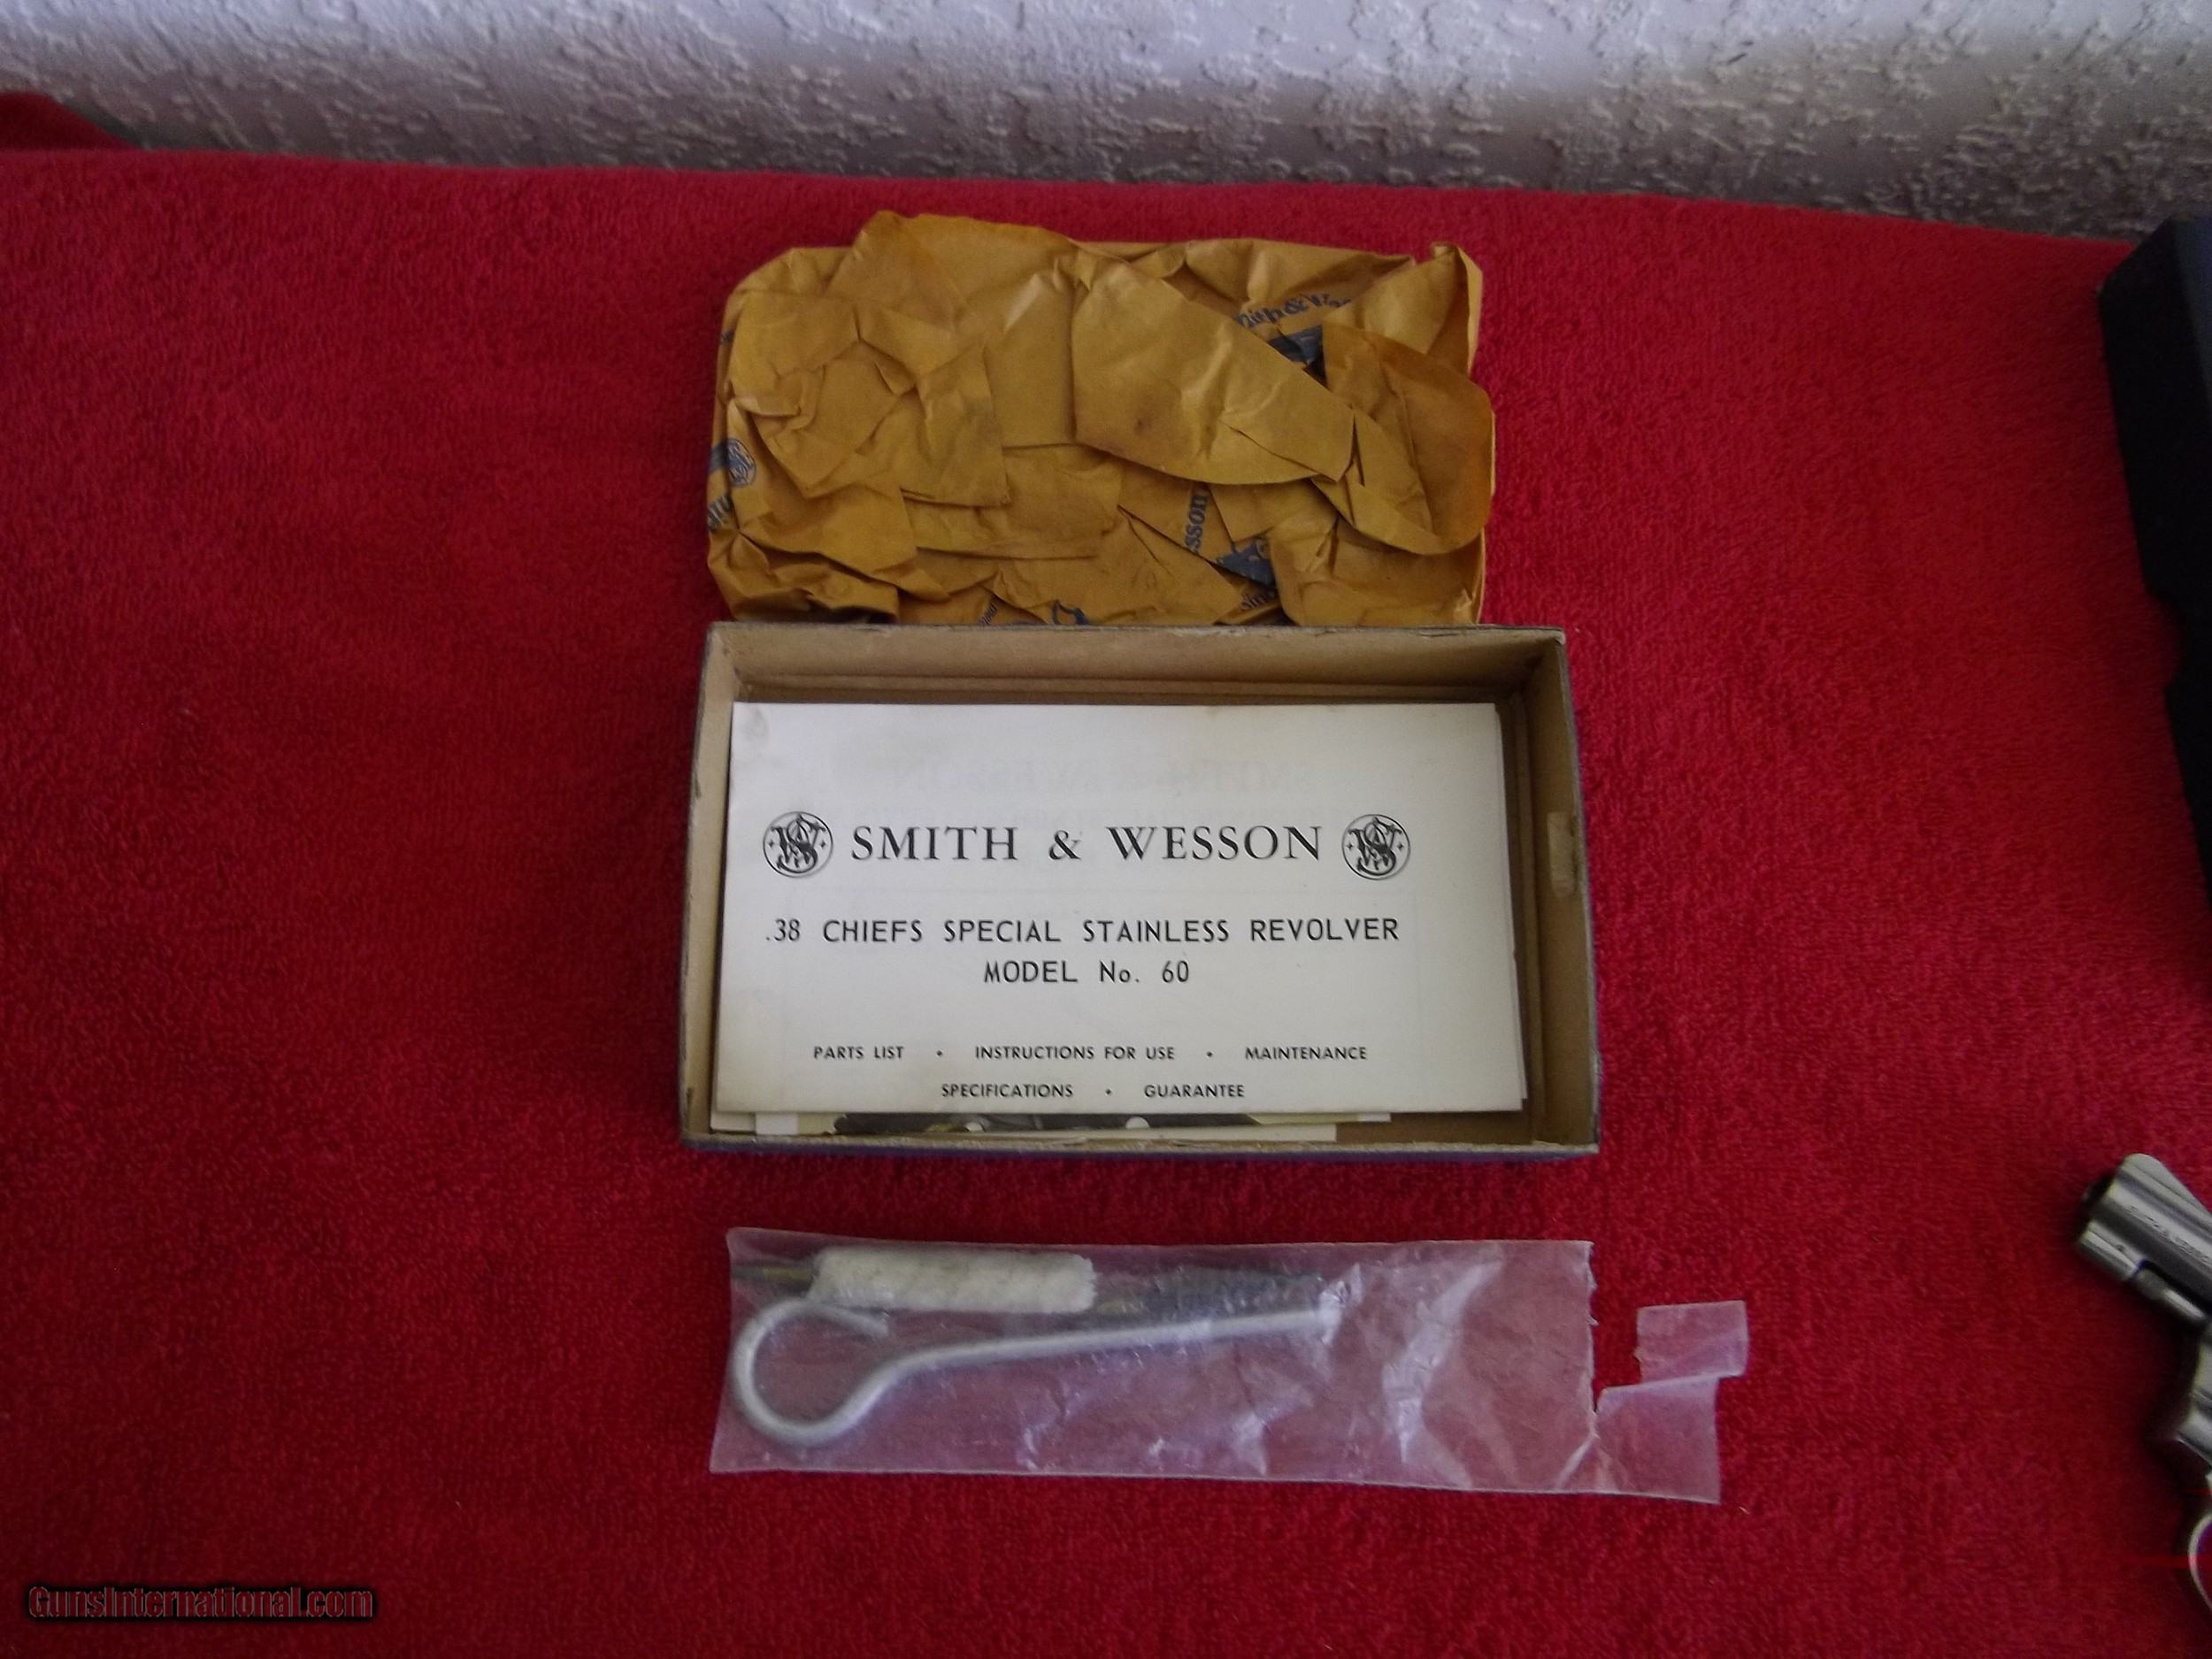 SMITH & WESSON
.38 CHIEFS SPECIAL STAINLESS REVOLVER
MODEL No. 60
PARTS LIST • INSTRUCTIONS FOR USE • MAINTENANCE
SPECIFICATIONS • GUARANTEE
GunsInternational.com